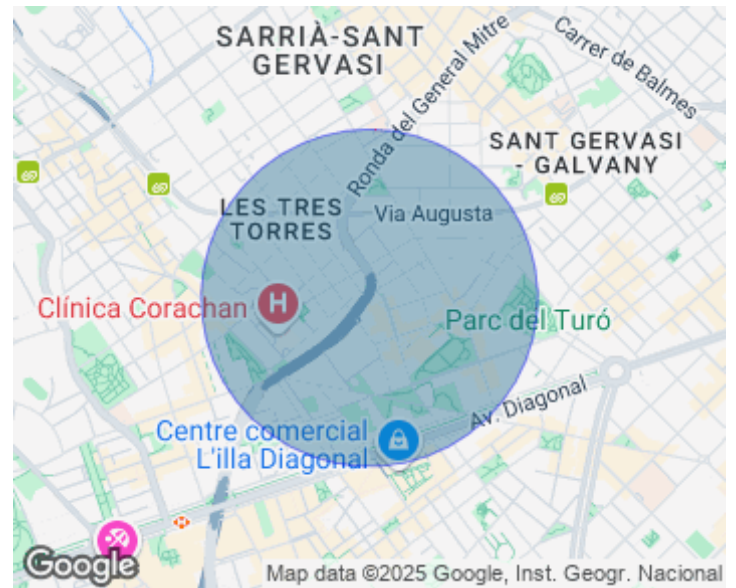 SARRIÀ-SANT
GERVASI
Ronda del General Mitre
Carrer de Balmes
SANT GERVASI
- GALVANY
LES TRES
TORRES
Via Augusta
Clínica Corachan
H
Parc del Turó
Av. Diagonal
Centre comercial
L'illa Diagonal
Google
Map data ©2025 Google, Inst. Geogr. Nacional